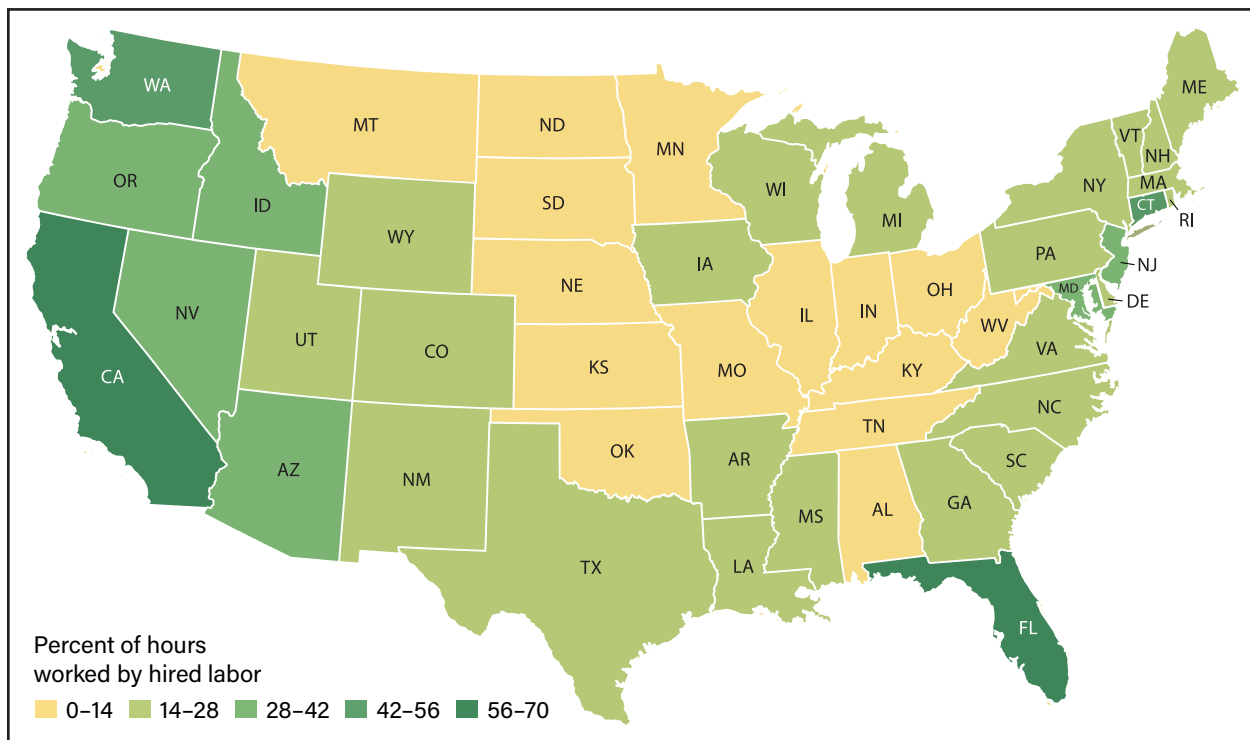 WA
ME
MT
ND
VT
MN
NH
OR
ID
WI
NY
MA
SD
CT
RI
MI
WY
PA
IA
NJ
NE
OH
MD
DE
NV
IL
IN
UT
WV
VA
CO
KS
MO
KY
CA
NC
TN
OK
AR
SC
AZ
NM
GA
MS
AL
TX
LA
FL
Percent of hours
worked by hired labor
0–14 14–28 28–42 42–56 56–70